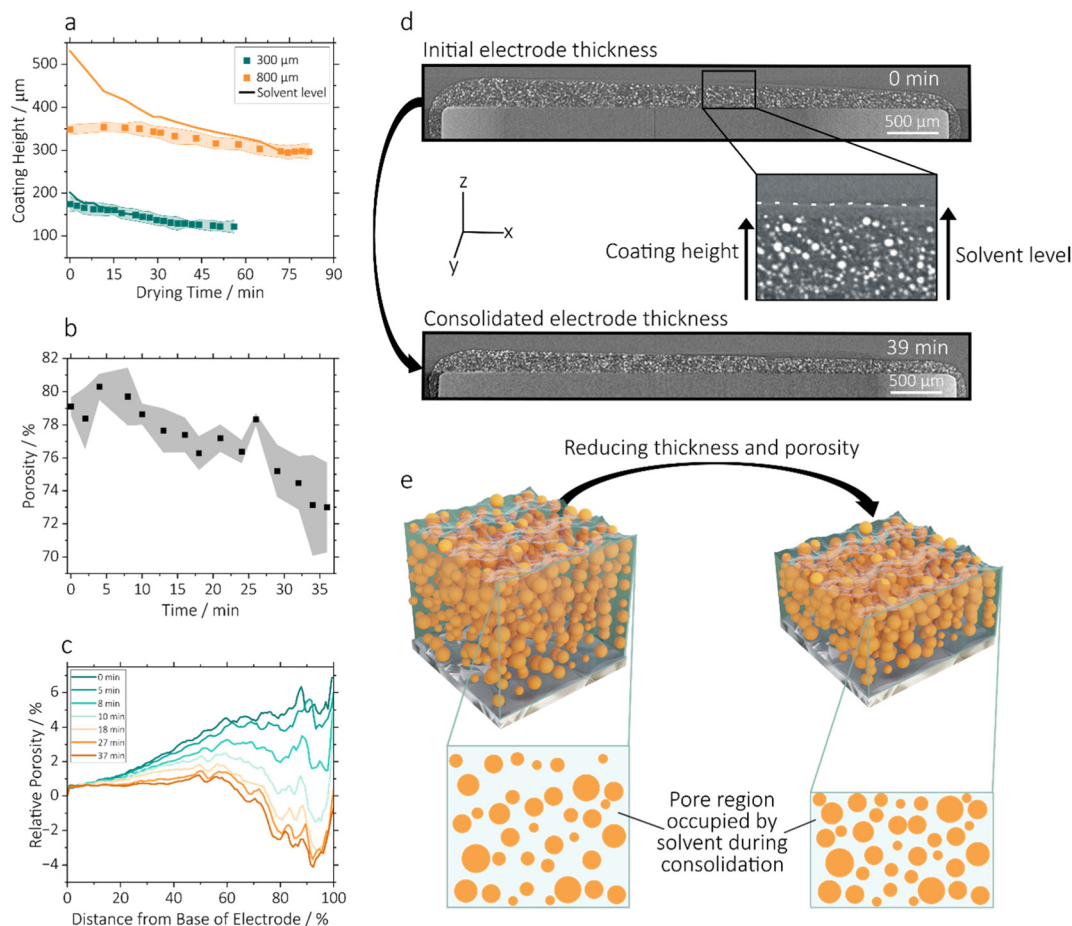 a
Coating Height / µm
500
400
300
200
100
300 µm
800 µm
Solvent level
0 15 30 45 60 75 90
Drying Time / min
b
Porosity / %
82
80
78
76
74
72
70
0 5 10 15 20 25 30 35
Time / min
c
Relative Porosity / %
6
4
2
0
−2
−4
0 min
5 min
8 min
10 min
18 min
27 min
37 min
0 20 40 60 80 100
Distance from Base of Electrode / %
d
Initial electrode thickness
0 min
500 µm
z
x
y
Coating height
Solvent level
Consolidated electrode thickness
39 min
500 µm
Reducing thickness and porosity
e
Pore region
occupied by
solvent during
consolidation